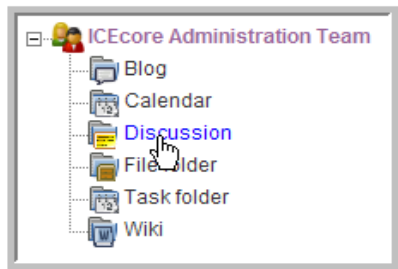 ICEcore Administration Team
Blog
Calendar
Discussion
File folder
Task folder
Wiki